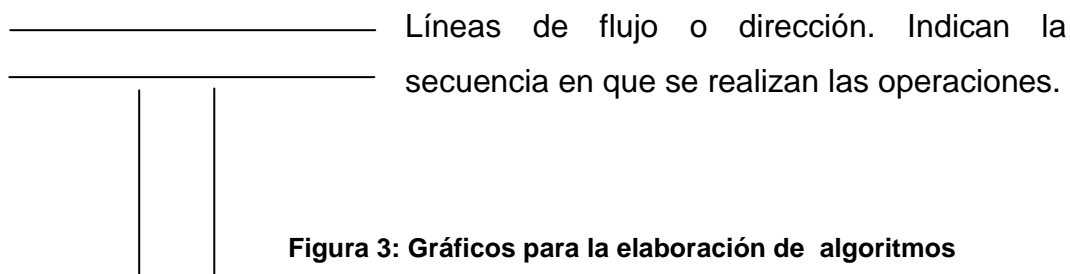 Líneas de flujo o dirección. Indican la
secuencia en que se realizan las operaciones.
Figura 3: Gráficos para la elaboración de algoritmos